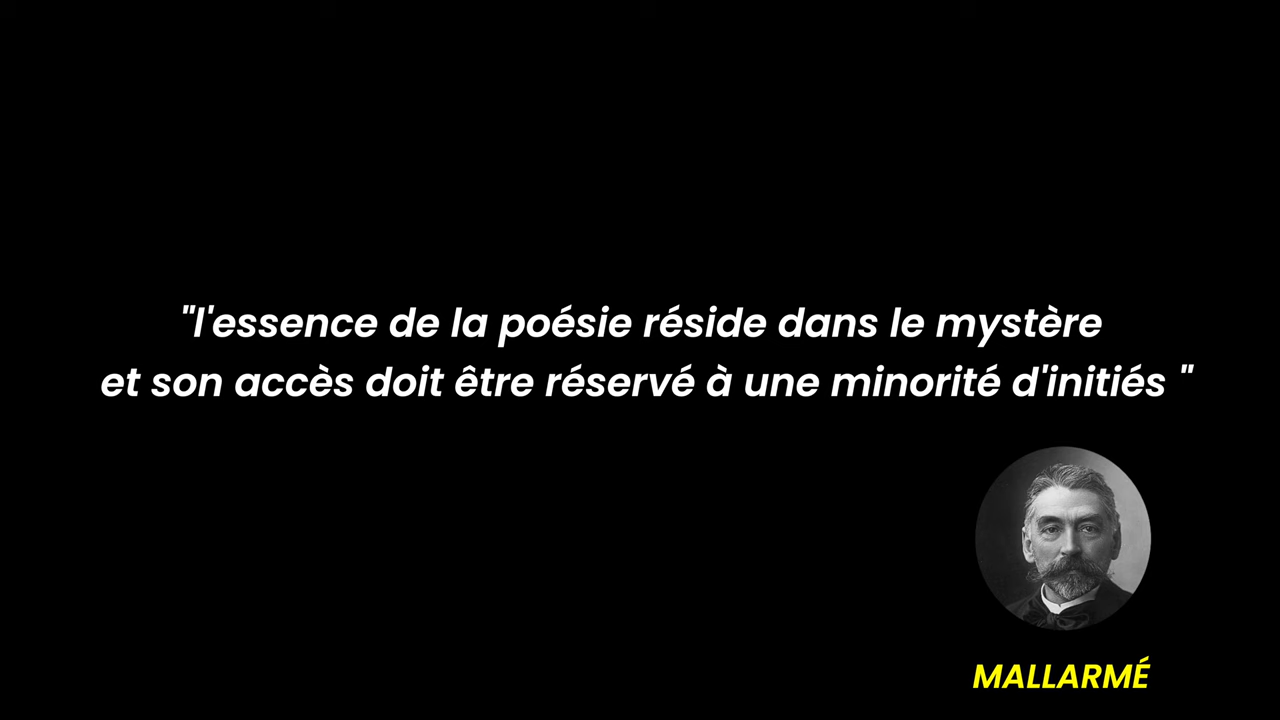 "l'essence de la poésie réside dans le mystère
et son accès doit être réservé à une minorité d'initiés "
MALLARMÉ